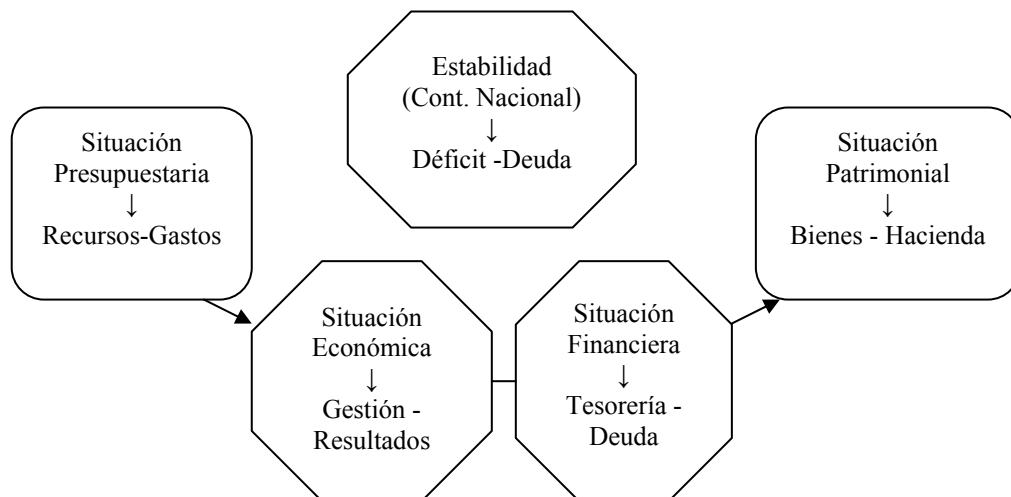 Estabilidad
(Cont. Nacional)
↓
Déficit -Deuda
Situación
Presupuestaria
↓
Recursos-Gastos
Situación
Patrimonial
↓
Bienes - Hacienda
Situación
Económica
↓
Gestión -
Resultados
Situación
Financiera
↓
Tesorería -
Deuda